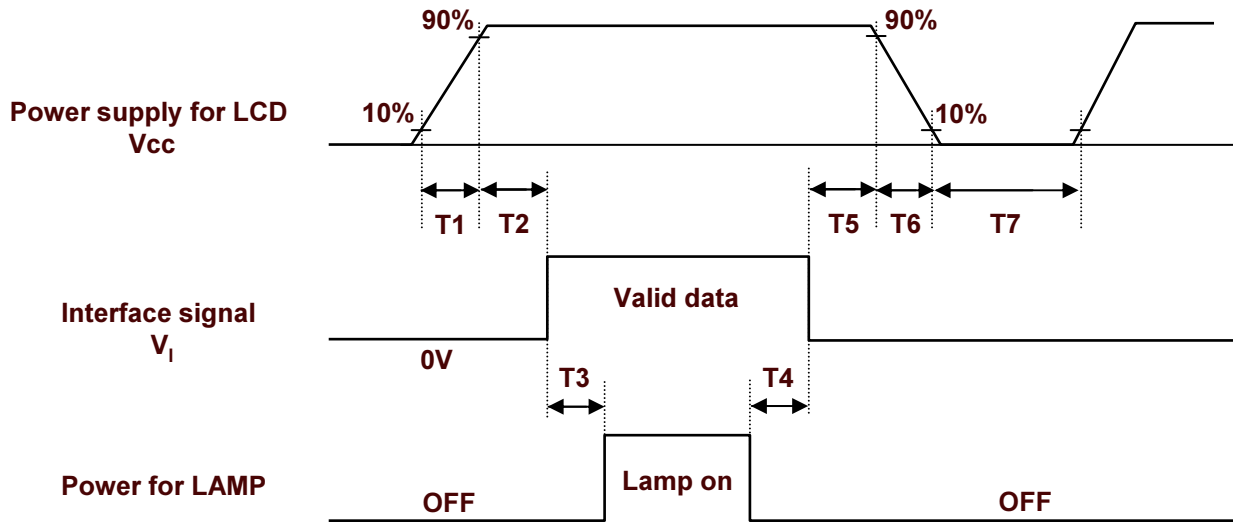 90%
90%
Power supply for LCD
Vcc
10%
10%
T1
T2
T5
T6
T7
Interface signal
VI
Valid data
0V
T3
T4
Power for LAMP
OFF
Lamp on
OFF